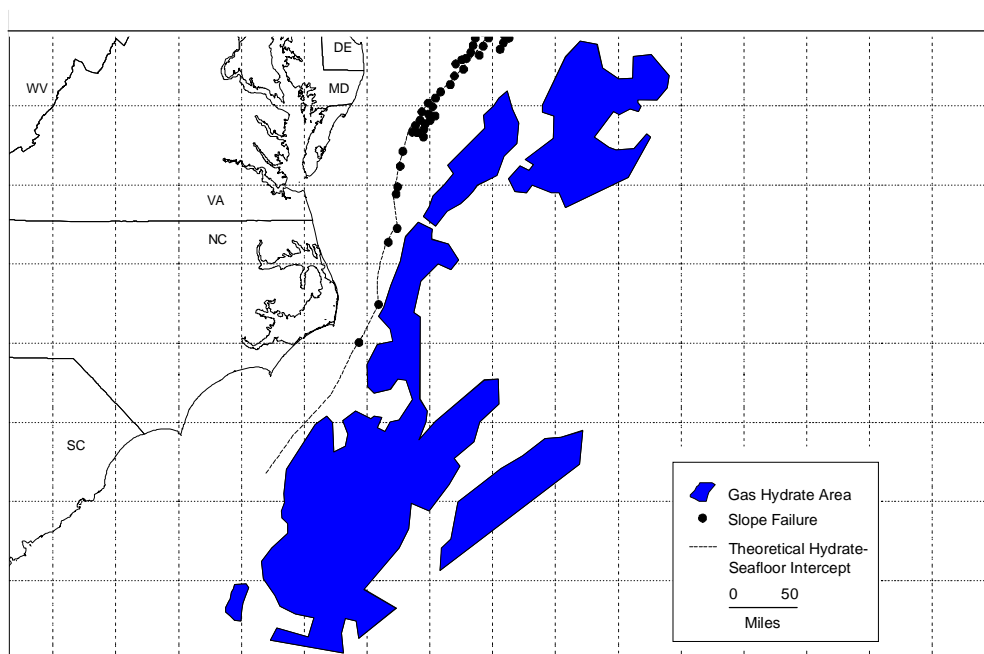 DE
WV
MD
VA
NC
SC
Gas Hydrate Area
Slope Failure
Theoretical Hydrate-
Seafloor Intercept
0 50
Miles